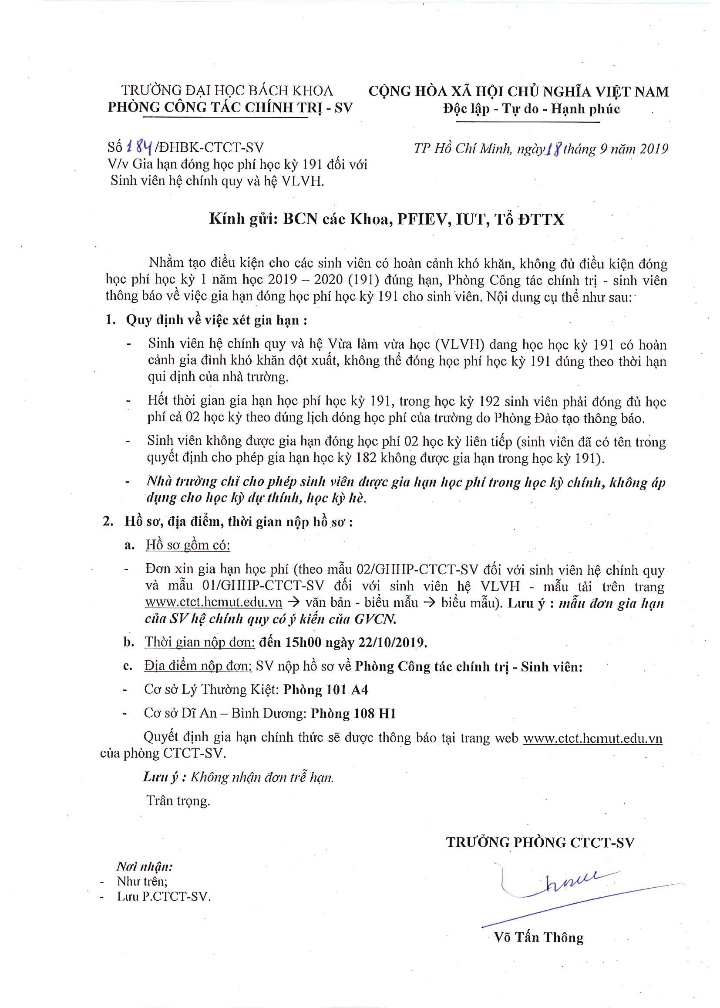 TRƯỜNG ĐẠI HỌC BÁCH KHOA
PHÒNG CÔNG TÁC CHÍNH TRỊ - SV
CỘNG HÒA XÃ HỘI CHỦ NGHĨA VIỆT NAM
Độc lập - Tự do - Hạnh phúc
Số 184/ĐHBK-CTCT-SV
V/v Gia hạn đóng học phí học kỳ 191 đối với
Sinh viên hệ chính quy và hệ VLVH.
TP Hồ Chí Minh, ngày 18 tháng 9 năm 2019
Kính gửi: BCN các Khoa, PFIEV, IUT, Tổ ĐTTX
Nhằm tạo điều kiện cho các sinh viên có hoàn cảnh khó khăn, không đủ điều kiện đóng
học phí học kỳ 1 năm học 2019 – 2020 (191) đúng hạn, Phòng Công tác chính trị - sinh viên
thông báo về việc gia hạn đóng học phí học kỳ 191 cho sinh viên. Nội dung cụ thể như sau:
1. Quy định về việc xét gia hạn :
- Sinh viên hệ chính quy và hệ Vừa làm vừa học (VLVH) đang học học kỳ 191 có hoàn
cảnh gia đình khó khăn đột xuất, không thể đóng học phí học kỳ 191 đúng theo thời hạn
qui định của nhà trường.
- Hết thời gian gia hạn học phí học kỳ 191, trong học kỳ 192 sinh viên phải đóng đủ học
phí cả 02 học kỳ theo đúng lịch đóng học phí của trường do Phòng Đào tạo thông báo.
- Sinh viên không được gia hạn đóng học phí 02 học kỳ liên tiếp (sinh viên đã có tên trong
quyết định cho phép gia hạn học kỳ 182 không được gia hạn trong học kỳ 191).
- Nhà trường chỉ cho phép sinh viên được gia hạn học phí trong học kỳ chính, không áp
dụng cho học kỳ dự thính, học kỳ hè.
2. Hồ sơ, địa điểm, thời gian nộp hồ sơ :
a. Hồ sơ gồm có:
- Đơn xin gia hạn học phí (theo mẫu 02/GHHP-CTCT-SV đối với sinh viên hệ chính quy
và mẫu 01/GHHP-CTCT-SV đối với sinh viên hệ VLVH - mẫu tải trên trang
www.ctct.hcmut.edu.vn → văn bản - biểu mẫu → biểu mẫu). Lưu ý : mẫu đơn gia hạn
của SV hệ chính quy có ý kiến của GVCN.
b. Thời gian nộp đơn: đến 15h00 ngày 22/10/2019.
c. Địa điểm nộp đơn: SV nộp hồ sơ về Phòng Công tác chính trị - Sinh viên:
- Cơ sở Lý Thường Kiệt: Phòng 101 A4
- Cơ sở Dĩ An – Bình Dương: Phòng 108 H1
Quyết định gia hạn chính thức sẽ được thông báo tại trang web www.ctct.hcmut.edu.vn
của phòng CTCT-SV.
Lưu ý : Không nhận đơn trễ hạn.
Trân trọng.
TRƯỞNG PHÒNG CTCT-SV
Nơi nhận:
- Như trên;
- Lưu P.CTCT-SV.
Võ Tấn Thông